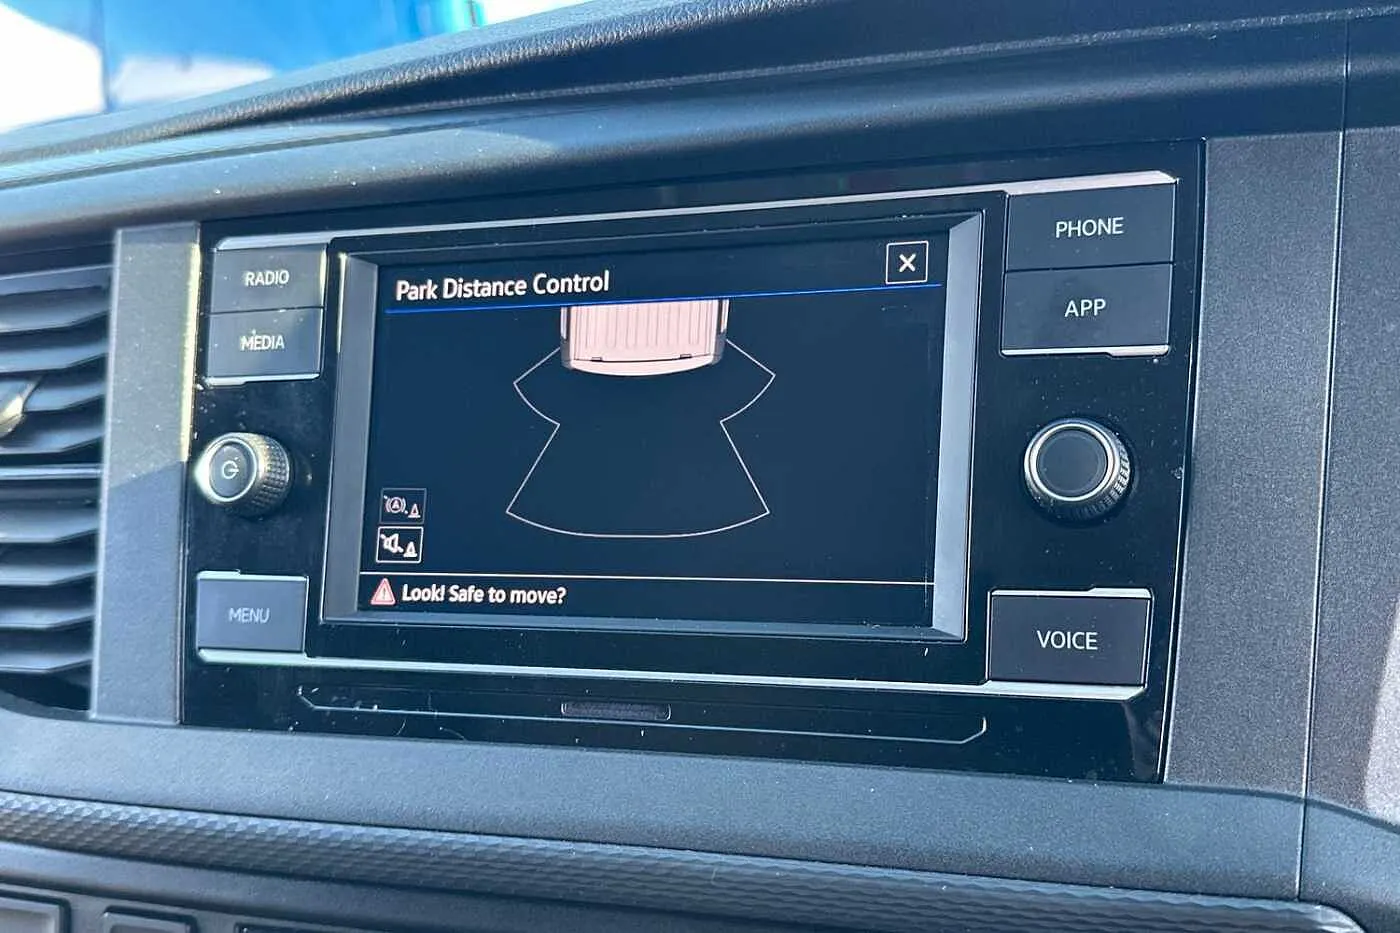 RADIO
MEDIA
MENU
Park Distance Control
X
Look! Safe to move?
PHONE
APP
VOICE